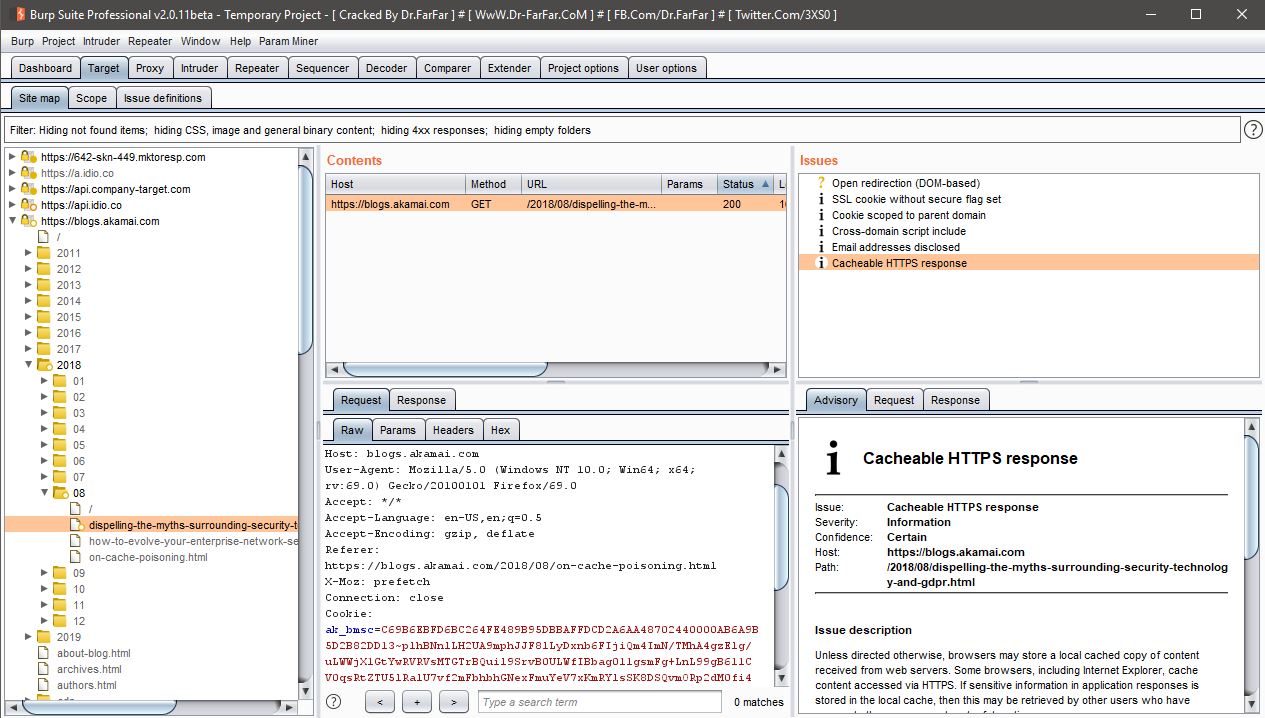 Burp Suite Professional v2.0.11beta - Temporary Project - [ Cracked By Dr.FarFar ] # [ WwW.Dr-FarFar.CoM ] # [ FB.Com/Dr.FarFar ] # [ Twitter.Com/3XS0 ]
Burp Project Intruder Repeater Window Help Param Miner
Dashboard Target Proxy Intruder Repeater Sequencer Decoder Comparer Extender Project options User options
Site map Scope Issue definitions
Filter: Hiding not found items; hiding CSS, image and general binary content; hiding 4xx responses; hiding empty folders
?
https://642-skn-449.mktoresp.com
https://a.idio.co
https://api.company-target.com
https://api.idio.co
https://blogs.akamai.com
/
2011
2012
2013
2014
2015
2016
2017
2018
01
02
03
04
05
06
07
08
/
dispelling-the-myths-surrounding-security-t
how-to-evolve-your-enterprise-network-se
on-cache-poisoning.html
09
10
11
12
2019
about-blog.html
archives.html
authors.html
Contents
Host Method URL Params Status
https://blogs.akamai.com GET /2018/08/dispelling-the-m... 200
Request Response
Raw Params Headers Hex
Host: blogs.akamai.com
User-Agent: Mozilla/5.0 (Windows NT 10.0; Win64; x64;
rv:69.0) Gecko/20100101 Firefox/69.0
Accept: */*
Accept-Language: en-US,en;q=0.5
Accept-Encoding: gzip, deflate
Referer:
https://blogs.akamai.com/2018/08/on-cache-poisoning.html
X-Moz: prefetch
Connection: close
Cookie:
? < + > Type a search term 0 matches
Issues
Open redirection (DOM-based)
SSL cookie without secure flag set
Cookie scoped to parent domain
Cross-domain script include
Email addresses disclosed
Cacheable HTTPS response
Advisory Request Response
Cacheable HTTPS response
Issue: Cacheable HTTPS response
Severity: Information
Confidence: Certain
Host: https://blogs.akamai.com
Path: /2018/08/dispelling-the-myths-surrounding-security-technolog
y-and-gdpr.html
Issue description
Unless directed otherwise, browsers may store a local cached copy of content
received from web servers. Some browsers, including Internet Explorer, cache
content accessed via HTTPS. If sensitive information in application responses is
stored in the local cache, then this may be retrieved by other users who have